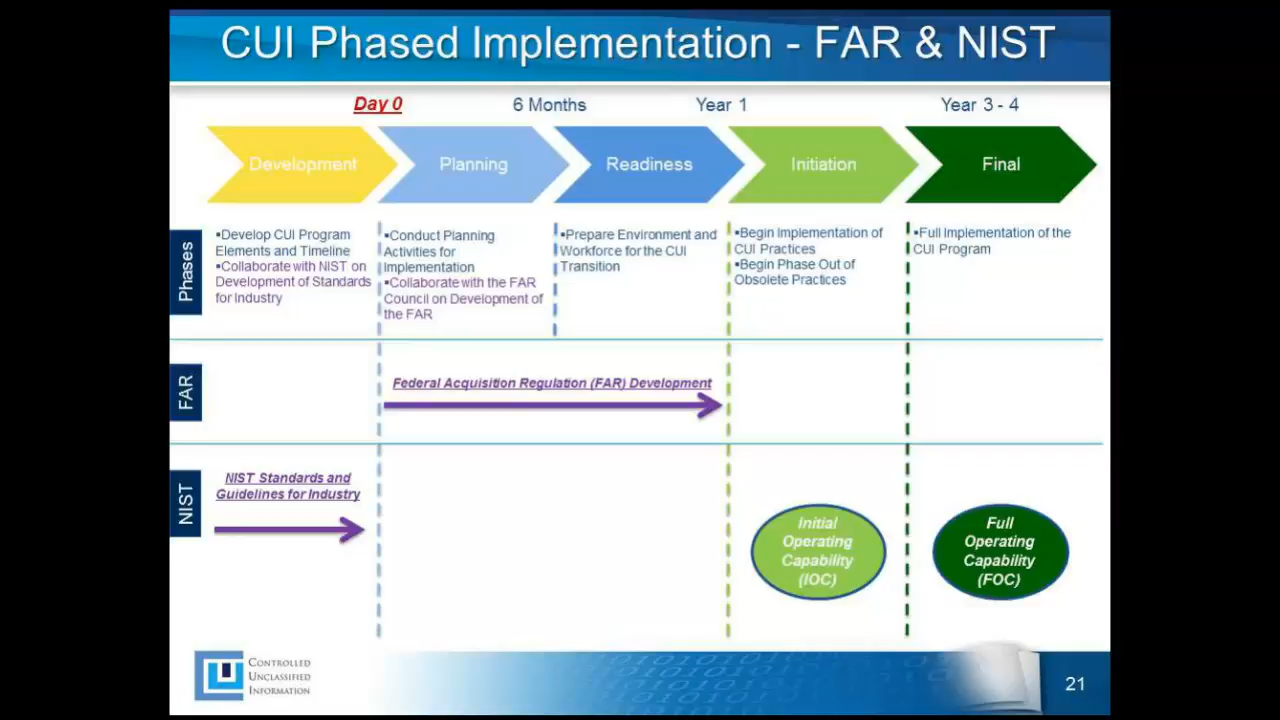 CUI Phased Implementation - FAR & NIST
Day 0
6 Months
Year 1
Year 3 - 4
Development
Planning
Readiness
Initiation
Final
Phases
▪Develop CUI Program
Elements and Timeline
▪Collaborate with NIST on
Development of Standards
for Industry
▪Conduct Planning
Activities for
Implementation
▪Collaborate with the FAR
Council on Development of
the FAR
▪Prepare Environment and
Workforce for the CUI
Transition
▪Begin Implementation of
CUI Practices
▪Begin Phase Out of
Obsolete Practices
▪Full Implementation of the
CUI Program
FAR
Federal Acquisition Regulation (FAR) Development
NIST
NIST Standards and
Guidelines for Industry
Initial
Operating
Capability
(IOC)
Full
Operating
Capability
(FOC)
CONTROLLED
UNCLASSIFIED
INFORMATION
21